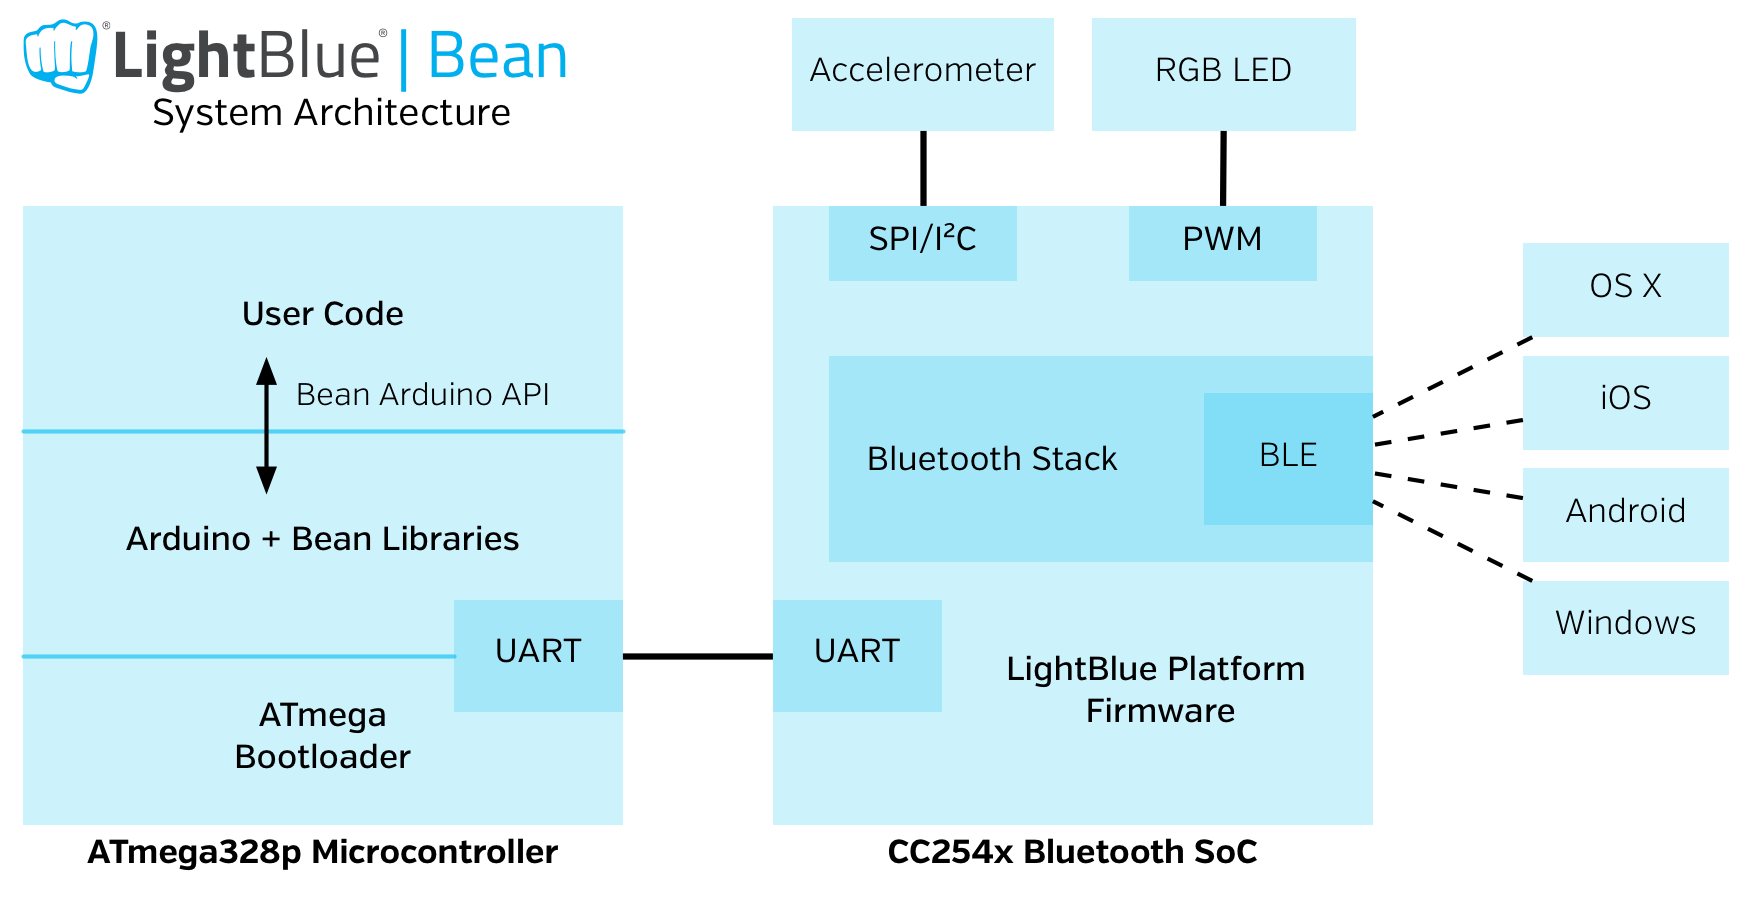 ® LightBlue® | Bean
System Architecture
Accelerometer
RGB LED
SPI/I²C
PWM
User Code
Bean Arduino API
Arduino + Bean Libraries
UART
ATmega
Bootloader
ATmega328p Microcontroller
Bluetooth Stack
BLE
UART
LightBlue Platform
Firmware
CC254x Bluetooth SoC
OS X
iOS
Android
Windows